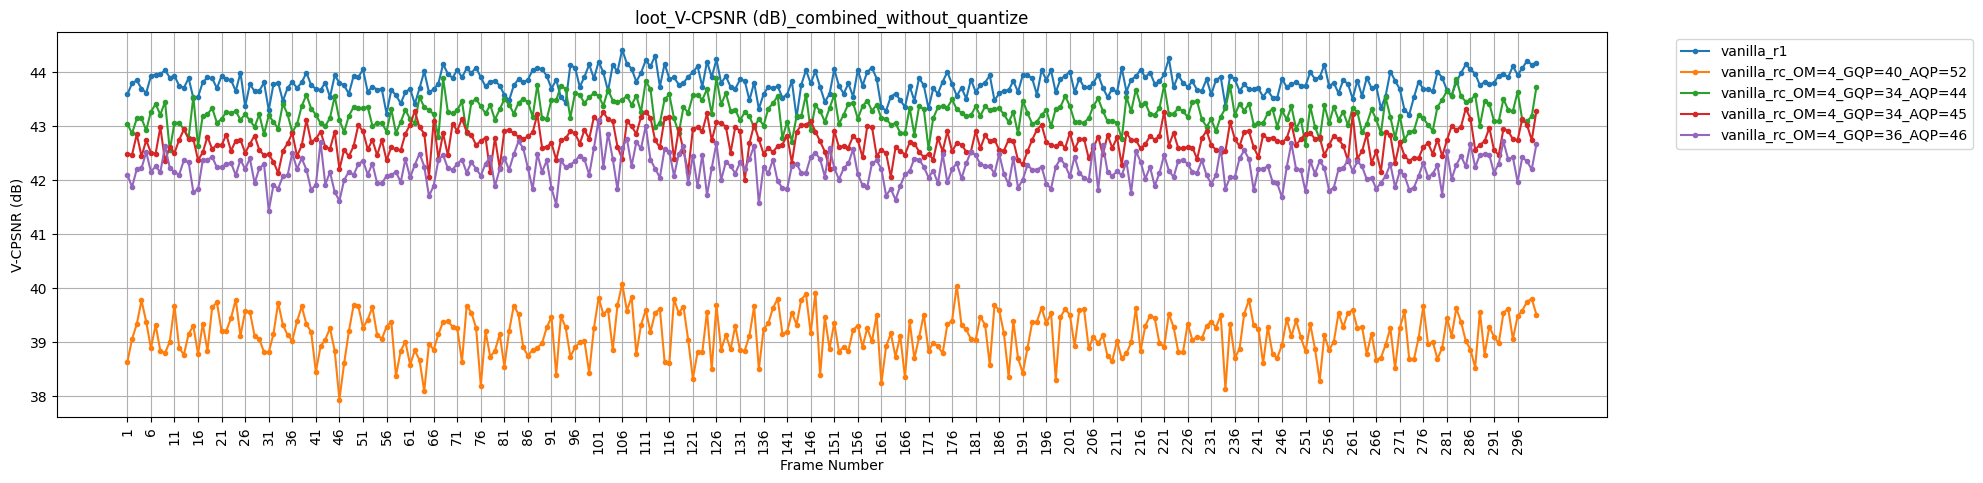 loot_V-CPSNR (dB)_combined_without_quantize
vanilla_r1
vanilla_rc_OM=4_GQP=40_AQP=52
vanilla_rc_OM=4_GQP=34_AQP=44
vanilla_rc_OM=4_GQP=34_AQP=45
vanilla_rc_OM=4_GQP=36_AQP=46
V-CPSNR (dB)
44
43
42
41
40
39
38
1 6 11 16 21 26 31 36 41 46 51 56 61 66 71 76 81 86 91 96 101 106 111 116 121 126 131 136 141 146 151 156 161 166 171 176 181 186 191 196 201 206 211 216 221 226 231 236 241 246 251 256 261 266 271 276 281 286 291 296
Frame Number